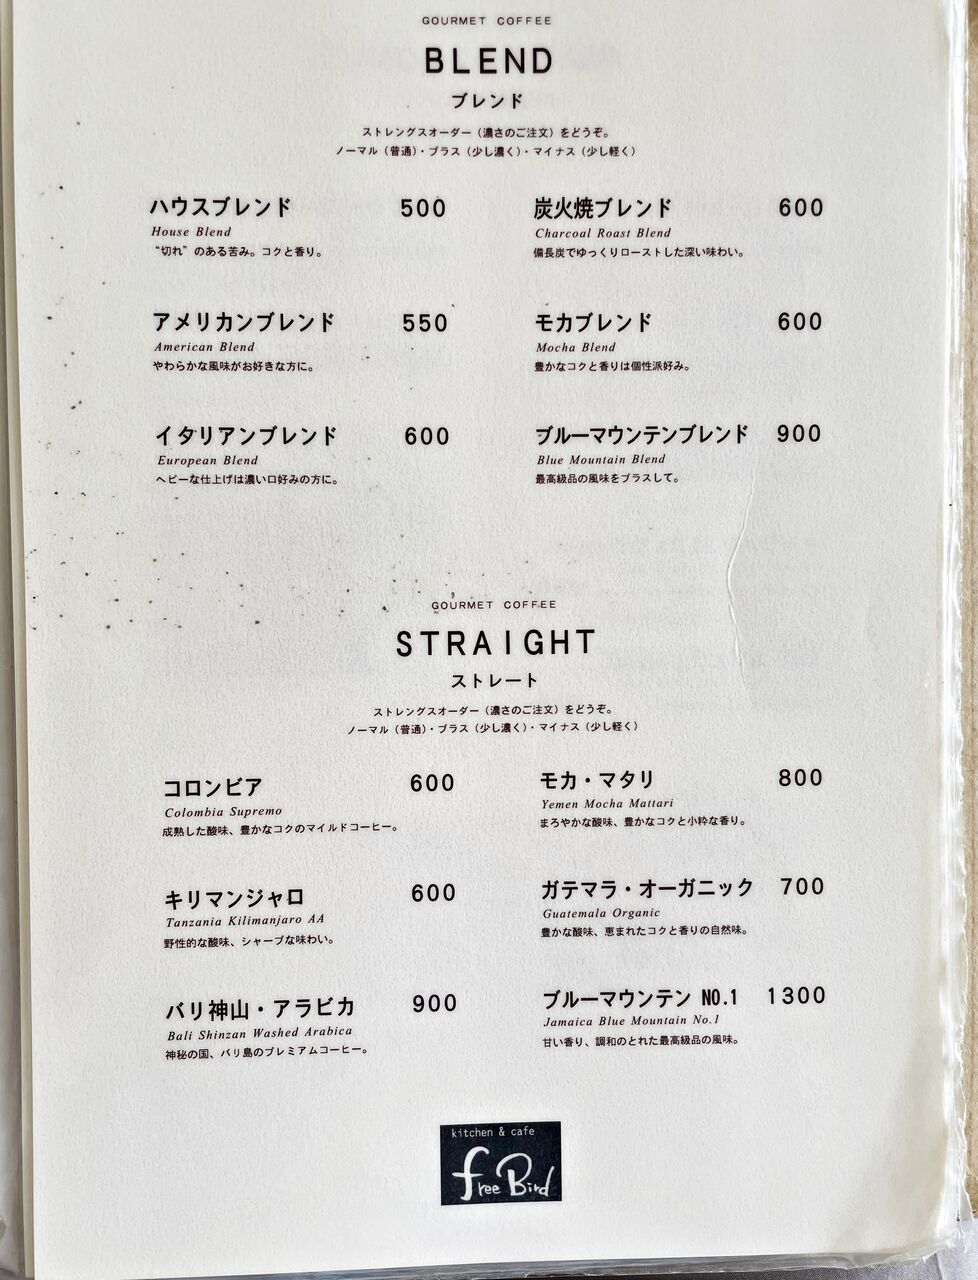 GOURMET COFFEE
BLEND
ブレンド
ストレングスオーダー（濃さのご注文）をどうぞ。
ノーマル（普通）・プラス（少し濃く）・マイナス（少し軽く）
ハウスブレンド 500
House Blend
“切れ”のある苦み。コクと香り。
アメリカンブレンド 550
American Blend
やわらかな風味がお好きな方に。
イタリアンブレンド 600
European Blend
ヘビーな仕上げは濃い口好みの方に。
炭火焼ブレンド 600
Charcoal Roast Blend
備長炭でゆっくりローストした深い味わい。
モカブレンド 600
Mocha Blend
豊かなコクと香りは個性派好み。
ブルーマウンテンブレンド 900
Blue Mountain Blend
最高級品の風味をプラスして。
GOURMET COFFEE
STRAIGHT
ストレート
ストレングスオーダー（濃さのご注文）をどうぞ。
ノーマル（普通）・プラス（少し濃く）・マイナス（少し軽く）
コロンビア 600
Colombia Supremo
成熟した酸味、豊かなコクのマイルドコーヒー。
キリマンジャロ 600
Tanzania Kilimanjaro AA
野性的な酸味、シャープな味わい。
バリ神山・アラビカ 900
Bali Shinzan Washed Arabica
神秘の国、バリ島のプレミアムコーヒー。
モカ・マタリ 800
Yemen Mocha Mattari
まろやかな酸味、豊かなコクと小粋な香り。
ガテマラ・オーガニック 700
Guatemala Organic
豊かな酸味、恵まれたコクと香りの自然味。
ブルーマウンテン NO.1 1300
Jamaica Blue Mountain No.1
甘い香り、調和のとれた最高級品の風味。
kitchen & cafe
free Bird